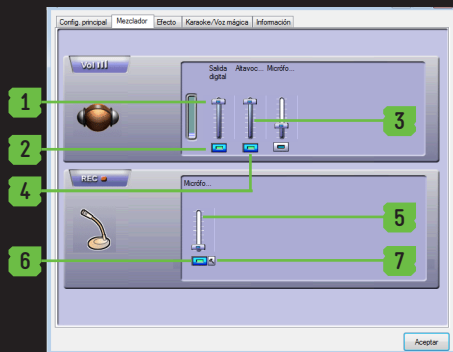 Config. principal Mezclador Efecto Karaoke/Voz mágica Información
Vol
Salida digital Altavoc... Micrófo...
1
2
3
4
REC
Micrófo...
5
6
7
Aceptar